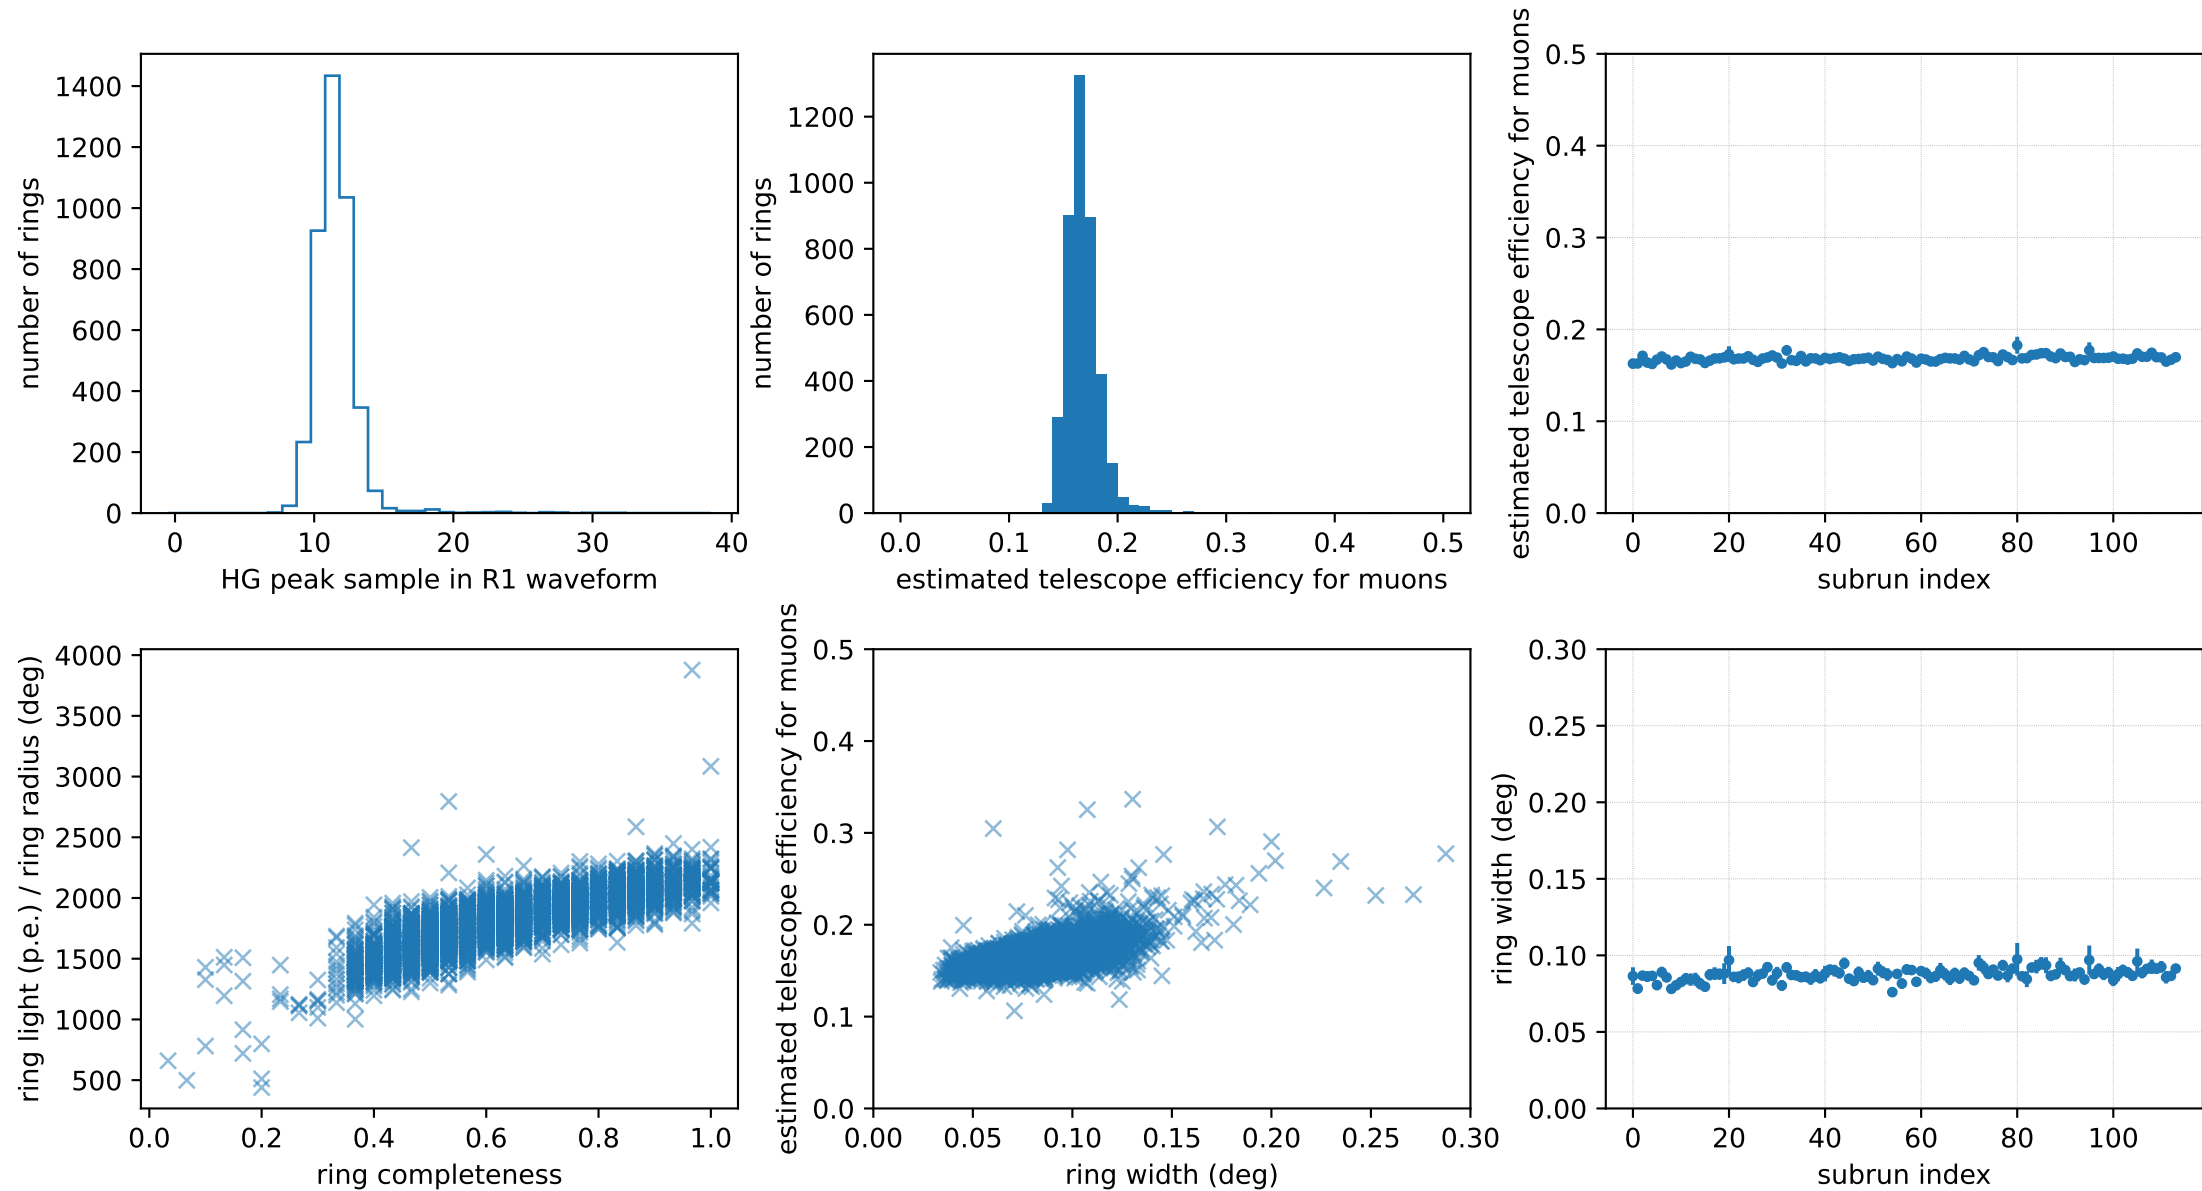 number of rings
1400
1200
1000
800
600
400
200
0
0 10 20 30 40
HG peak sample in R1 waveform
number of rings
1200
1000
800
600
400
200
0
0.0 0.1 0.2 0.3 0.4 0.5
estimated telescope efficiency for muons
estimated telescope efficiency for muons
0.5
0.4
0.3
0.2
0.1
0.0
0 20 40 60 80 100
subrun index
ring light (p.e.) / ring radius (deg)
4000
3500
3000
2500
2000
1500
1000
500
0.0 0.2 0.4 0.6 0.8 1.0
ring completeness
estimated telescope efficiency for muons
0.5
0.4
0.3
0.2
0.1
0.0
0.00 0.05 0.10 0.15 0.20 0.25 0.30
ring width (deg)
ring width (deg)
0.30
0.25
0.20
0.15
0.10
0.05
0.00
0 20 40 60 80 100
subrun index